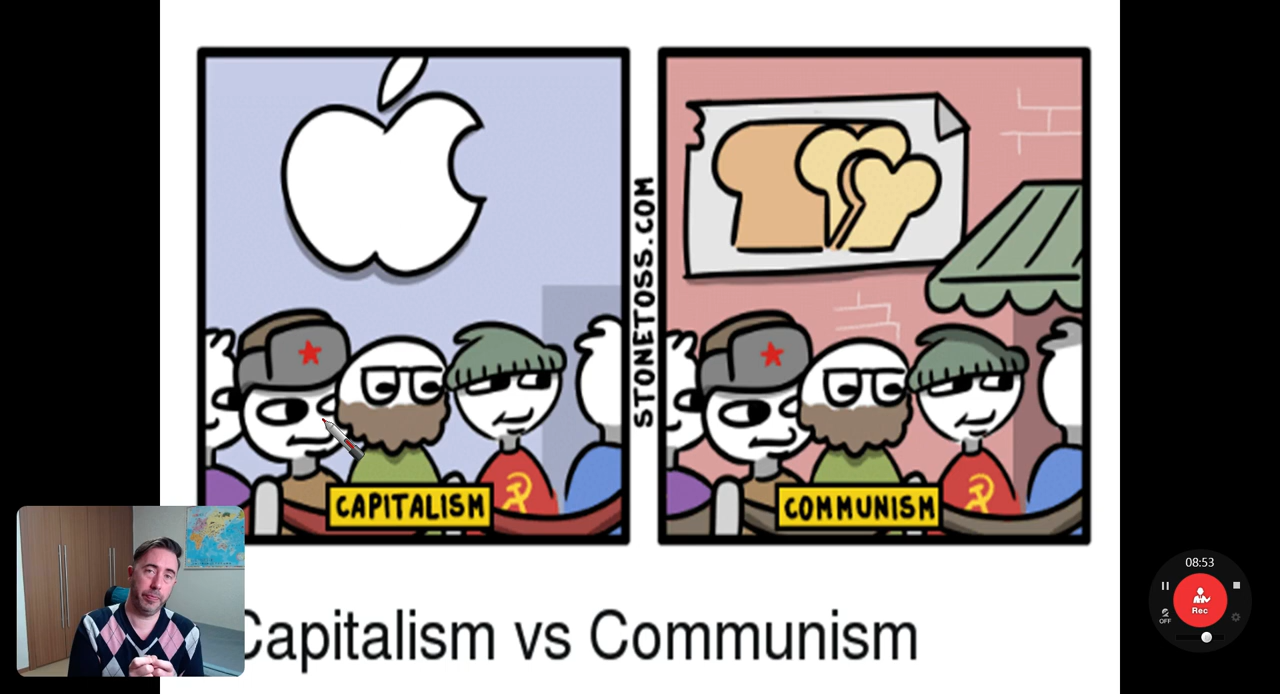 STONETOSS.COM
CAPITALISM
COMMUNISM
Capitalism vs Communism
08:53
Rec
OFF